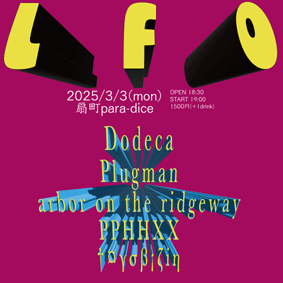 LFO
2025/3/3(mon)
扇町para-dice
OPEN 18:30
START 19:00
1500円(+1drink)
Dodeca
Plugman
arbor on the ridgeway
PPHHXX